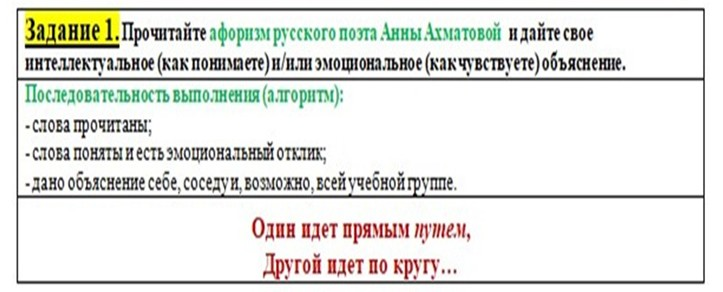 Задание 1. Прочитайте афоризм русского поэта Анны Ахматовой и дайте свое
интеллектуальное (как понимаете) и/или эмоциональное (как чувствуете) объяснение.
Последовательность выполнения (алгоритм):
- слова прочитаны;
- слова поняты и есть эмоциональный отклик;
- дано объяснение себе, соседу и, возможно, всей учебной группе.
Один идет прямым путем,
Другой идет по кругу…